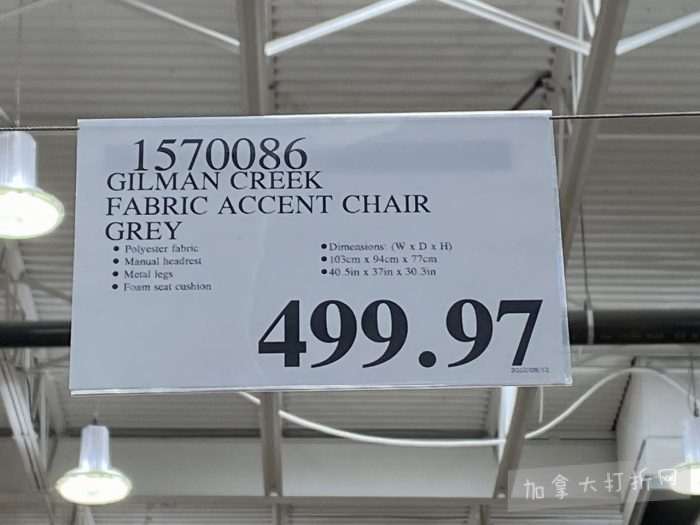 1570086
GILMAN CREEK
FABRIC ACCENT CHAIR
GREY
• Polyester fabric
• Manual headrest
• Metal legs
• Foam seat cushion
• Dimensions: (W x D x H)
• 103cm x 94cm x 77cm
• 40.5in x 37in x 30.3in
499.97
加拿大打折网